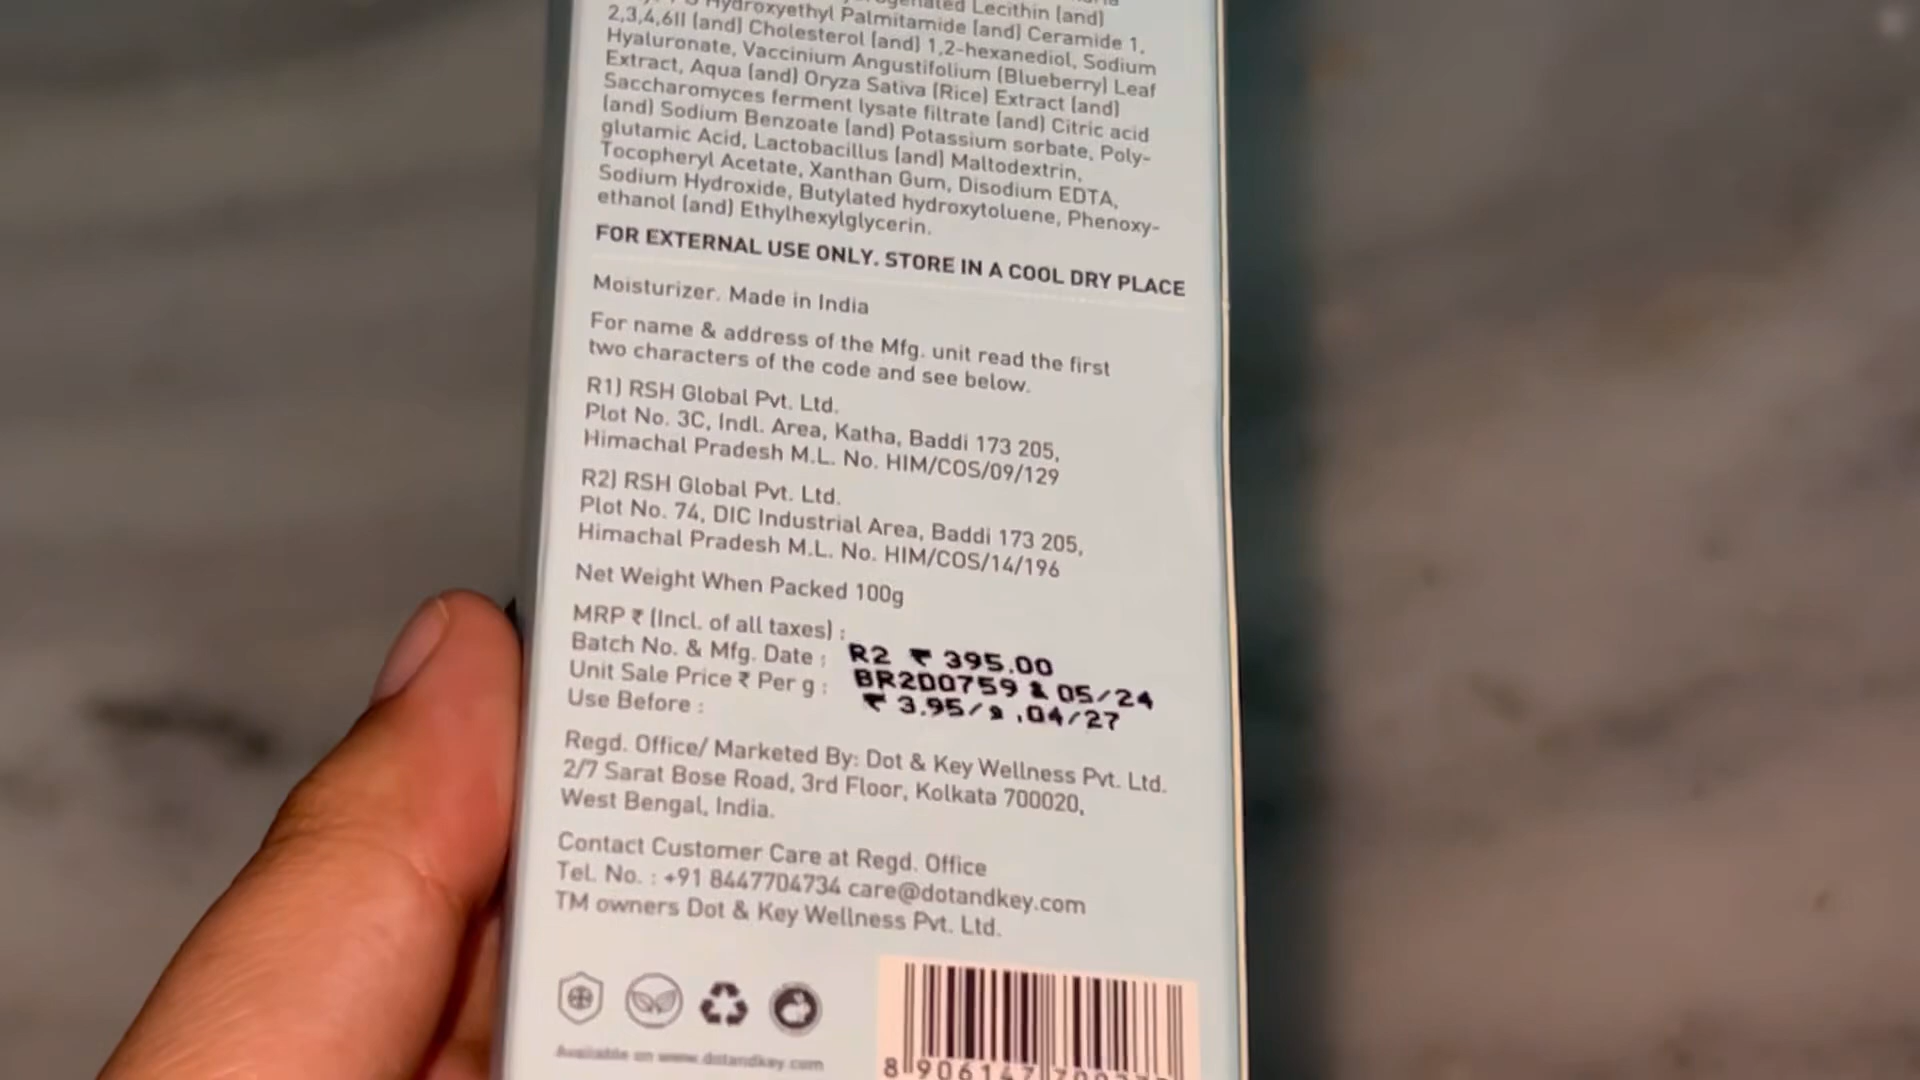 Hydroxyethyl Palmitamide (and) Ceramide 1,
Lecithin (and)
2,3,4,6II (and) Cholesterol (and) 1,2-hexanediol, Sodium
Hyaluronate, Vaccinium Angustifolium (Blueberry) Leaf
Extract, Aqua (and) Oryza Sativa (Rice) Extract (and)
Saccharomyces ferment lysate filtrate (and) Citric acid
(and) Sodium Benzoate (and) Potassium sorbate, Poly-
glutamic Acid, Lactobacillus (and) Maltodextrin,
Tocopheryl Acetate, Xanthan Gum, Disodium EDTA,
Sodium Hydroxide, Butylated hydroxytoluene, Phenoxy-
ethanol (and) Ethylhexylglycerin.
FOR EXTERNAL USE ONLY. STORE IN A COOL DRY PLACE
Moisturizer. Made in India
For name & address of the Mfg. unit read the first
two characters of the code and see below.
R1) RSH Global Pvt. Ltd.
Plot No. 3C, Indl. Area, Katha, Baddi 173 205,
Himachal Pradesh M.L. No. HIM/COS/09/129
R2) RSH Global Pvt. Ltd.
Plot No. 74, DIC Industrial Area, Baddi 173 205,
Himachal Pradesh M.L. No. HIM/COS/14/196
Net Weight When Packed 100g
MRP ₹ (Incl. of all taxes) : R2 ₹ 395.00
Batch No. & Mfg. Date : BR2D0759 & 05/24
Unit Sale Price ₹ Per g : ₹ 3.95/g ,04/27
Use Before :
Regd. Office/ Marketed By: Dot & Key Wellness Pvt. Ltd.
2/7 Sarat Bose Road, 3rd Floor, Kolkata 700020,
West Bengal, India.
Contact Customer Care at Regd. Office
Tel. No. : +91 8447704734 care@dotandkey.com
TM owners Dot & Key Wellness Pvt. Ltd.
Available on www.dotandkey.com
8 906147